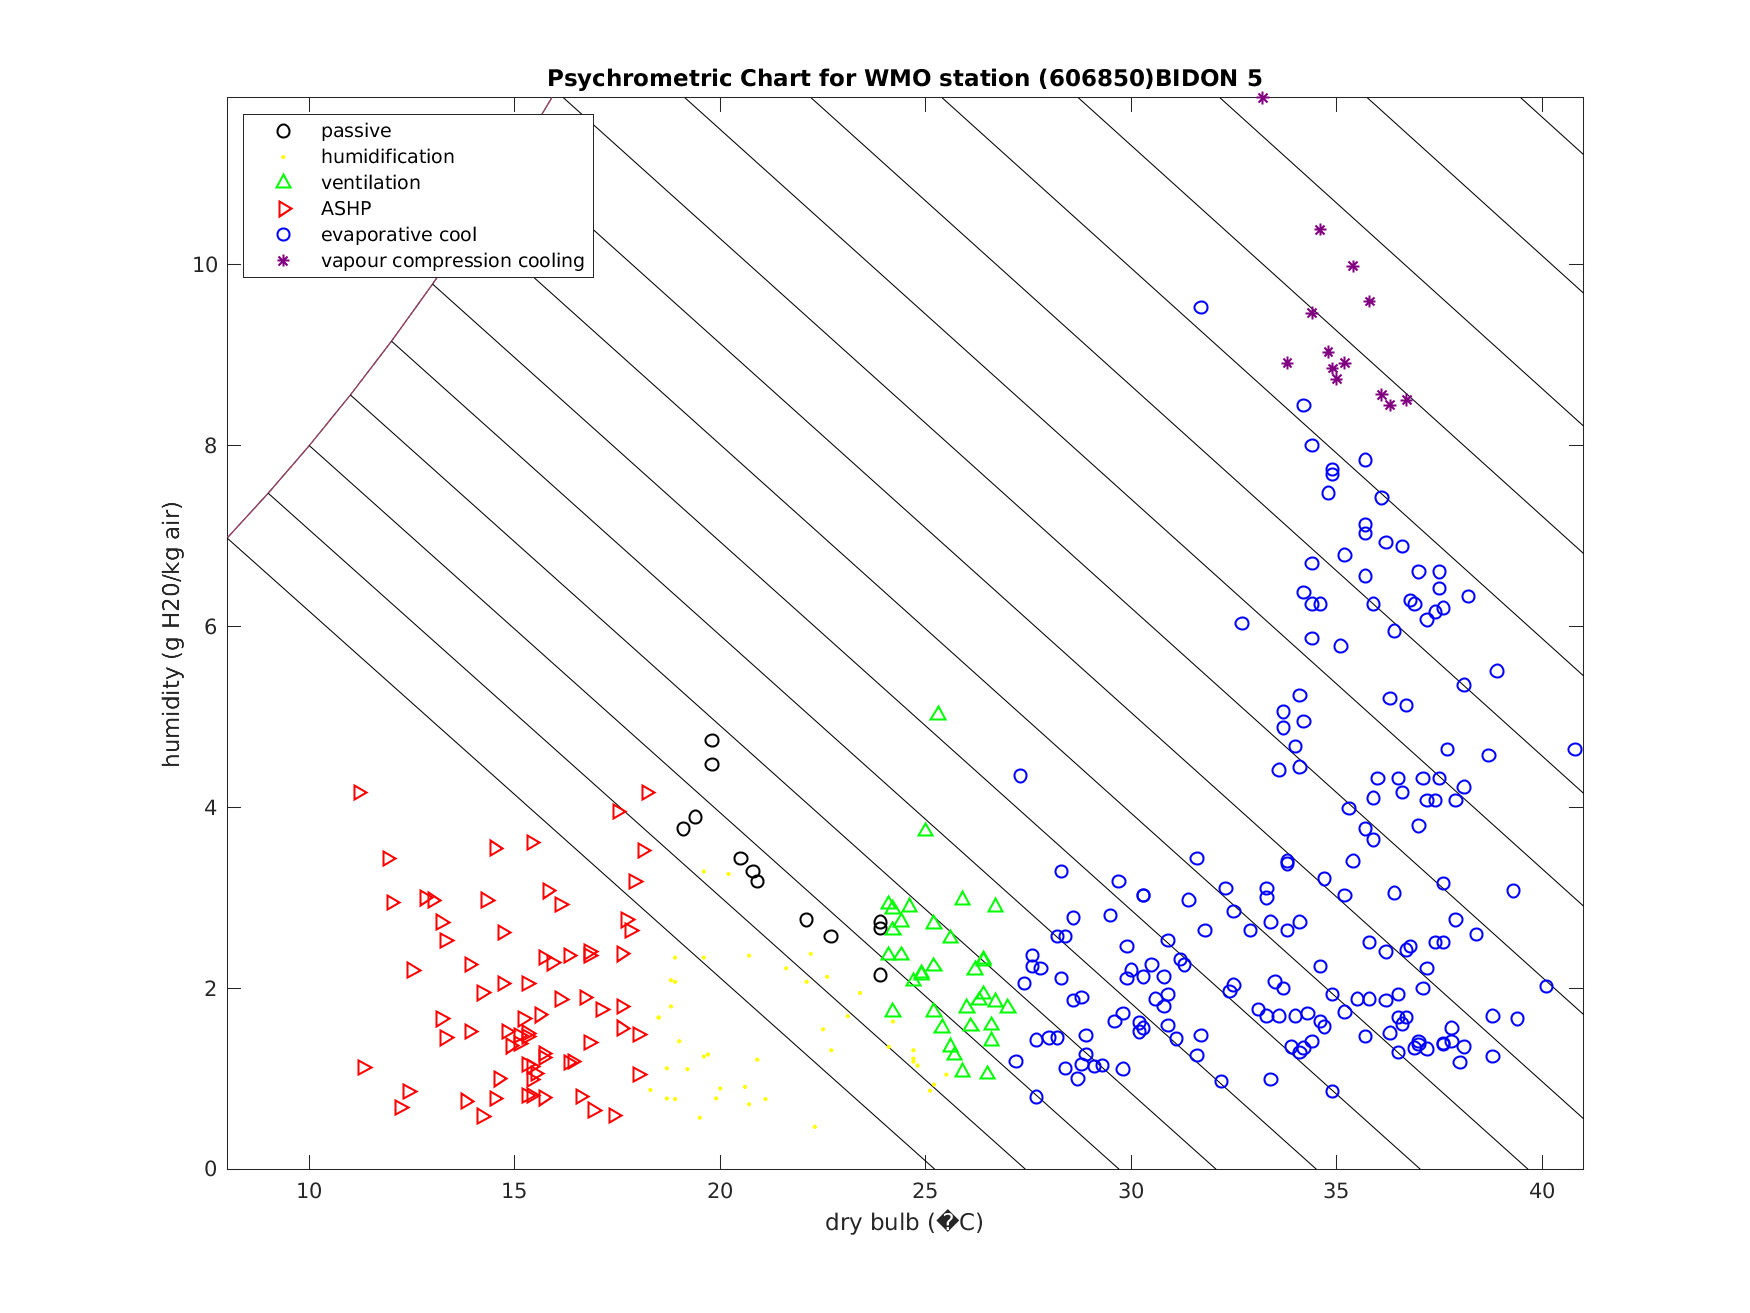 Psychrometric Chart for WMO station (606850)BIDON 5
passive
humidification
ventilation
ASHP
evaporative cool
vapour compression cooling
10
8
6
4
2
0
humidity (g H20/kg air)
10 15 20 25 30 35 40
dry bulb (�C)